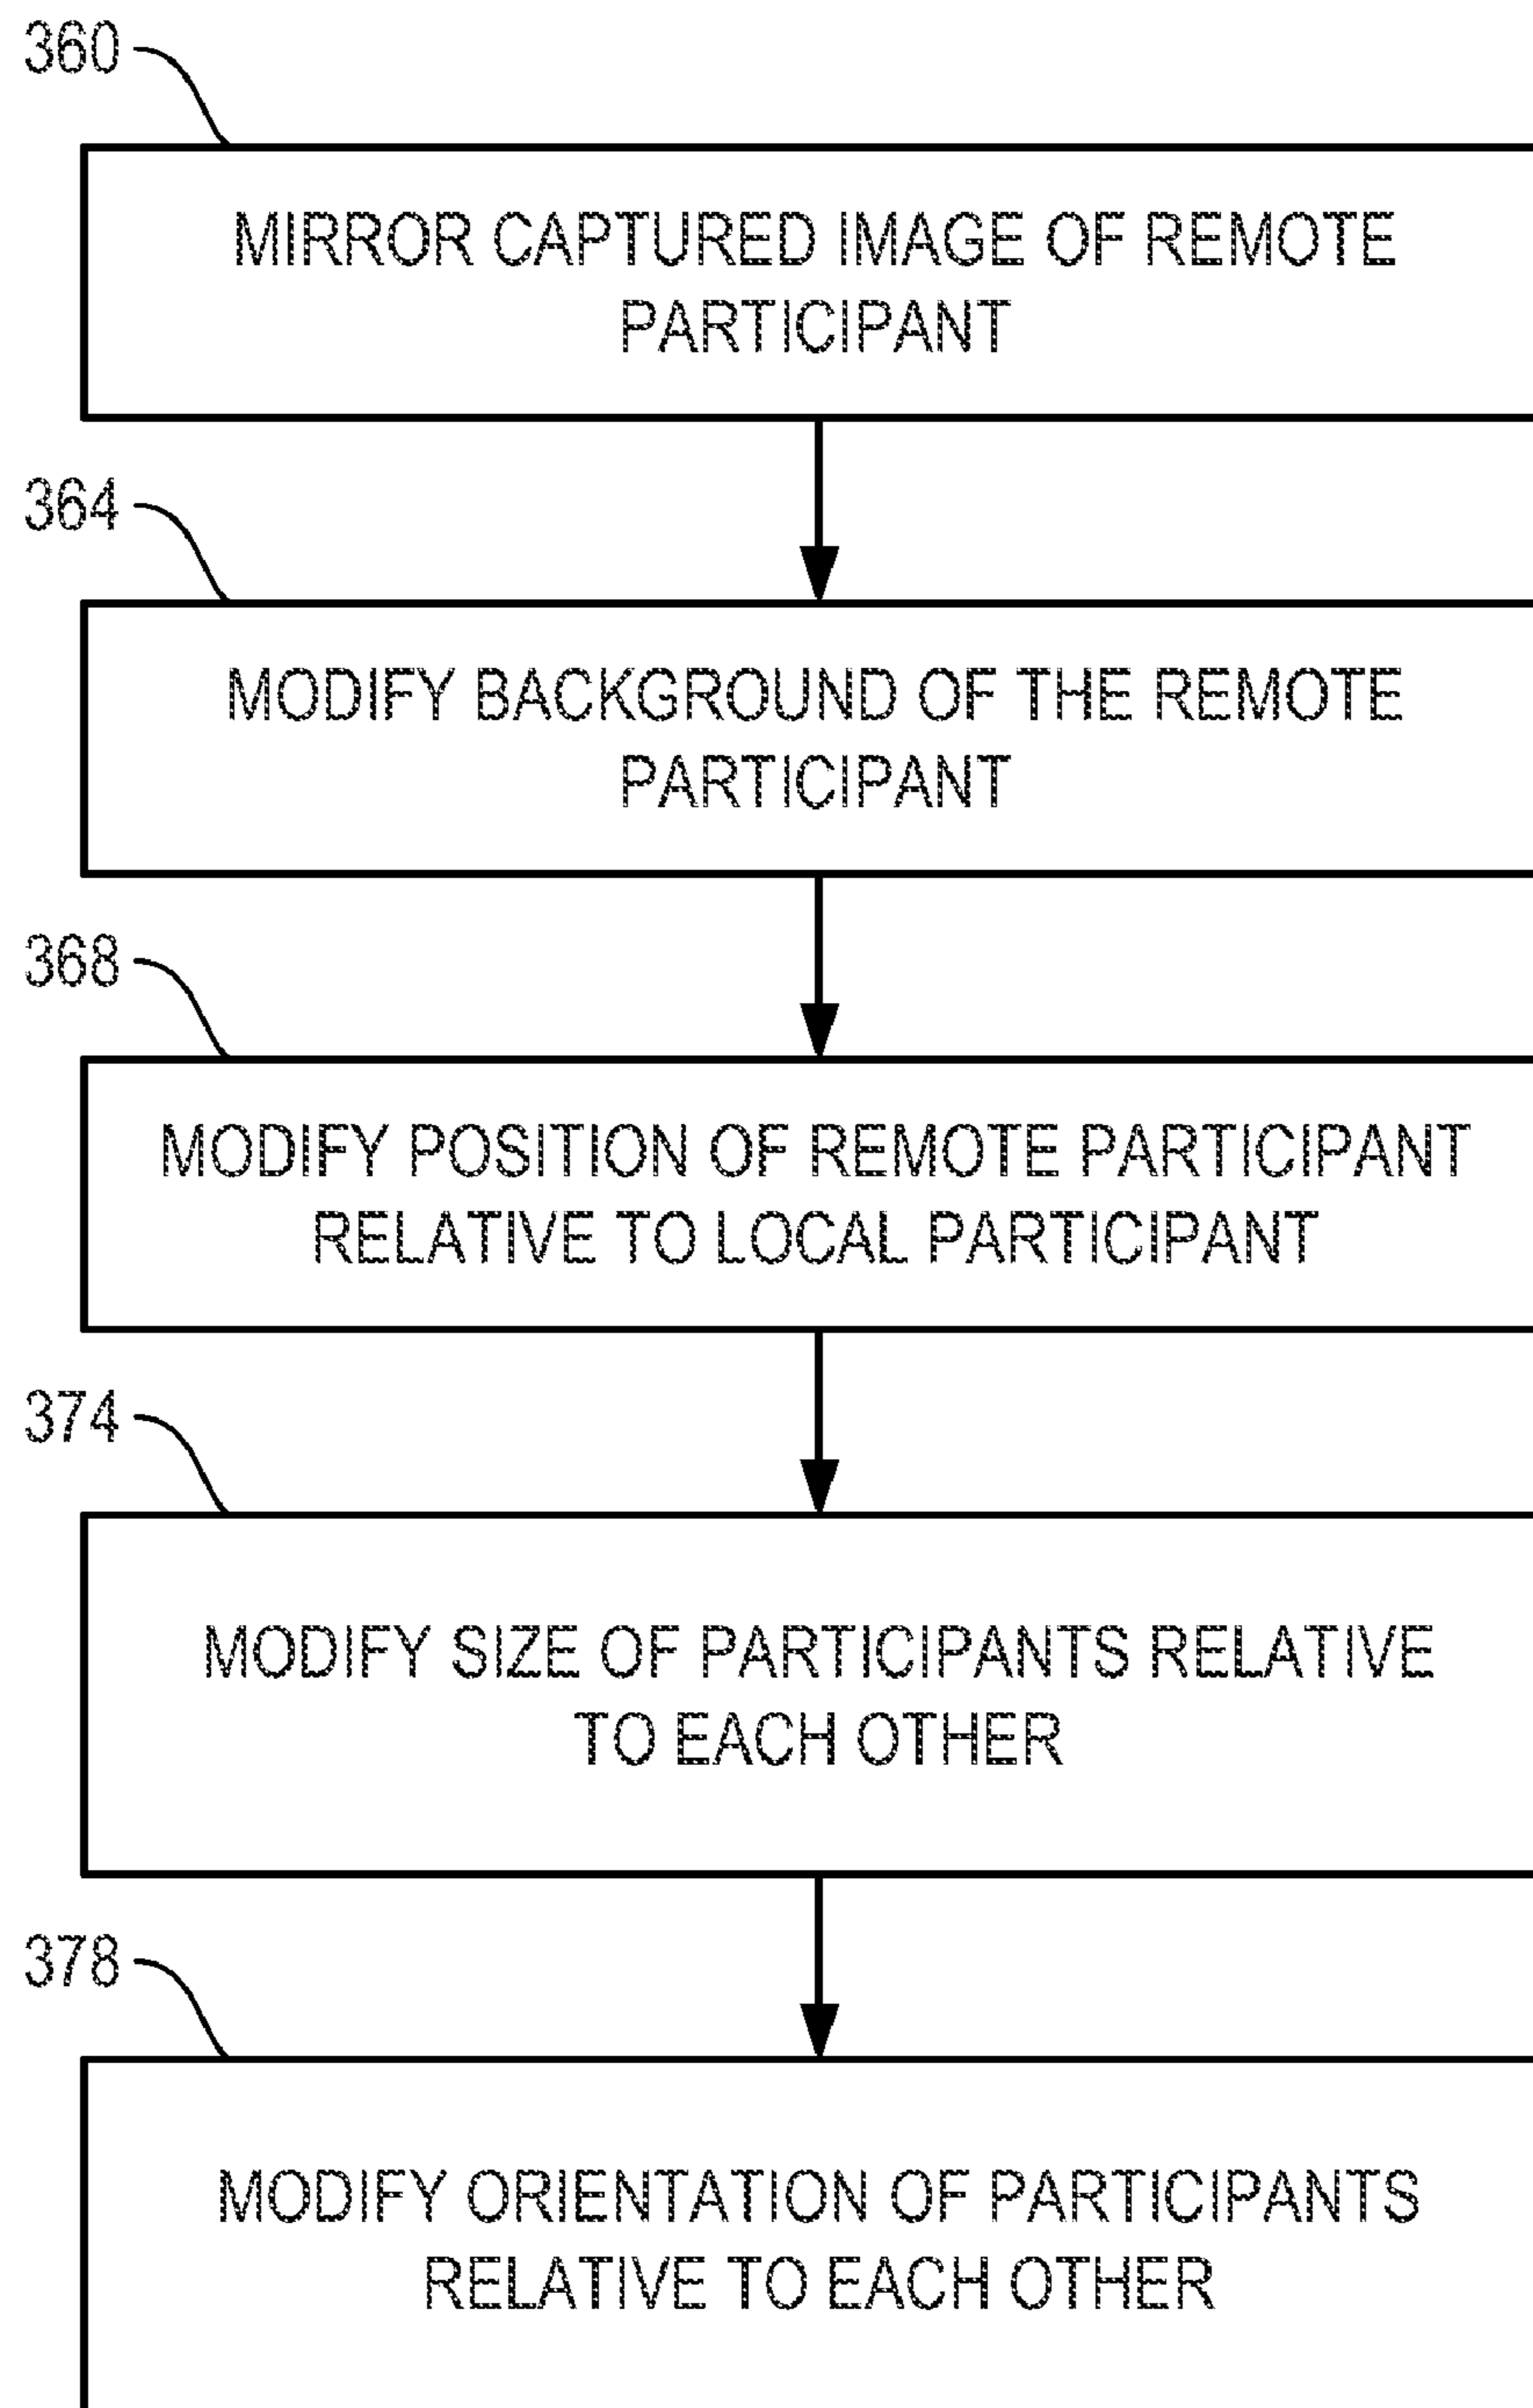 360
MIRROR CAPTURED IMAGE OF REMOTE
PARTICIPANT
364
MODIFY BACKGROUND OF THE REMOTE
PARTICIPANT
368
MODIFY POSITION OF REMOTE PARTICIPANT
RELATIVE TO LOCAL PARTICIPANT
374
MODIFY SIZE OF PARTICIPANTS RELATIVE
TO EACH OTHER
378
MODIFY ORIENTATION OF PARTICIPANTS
RELATIVE TO EACH OTHER